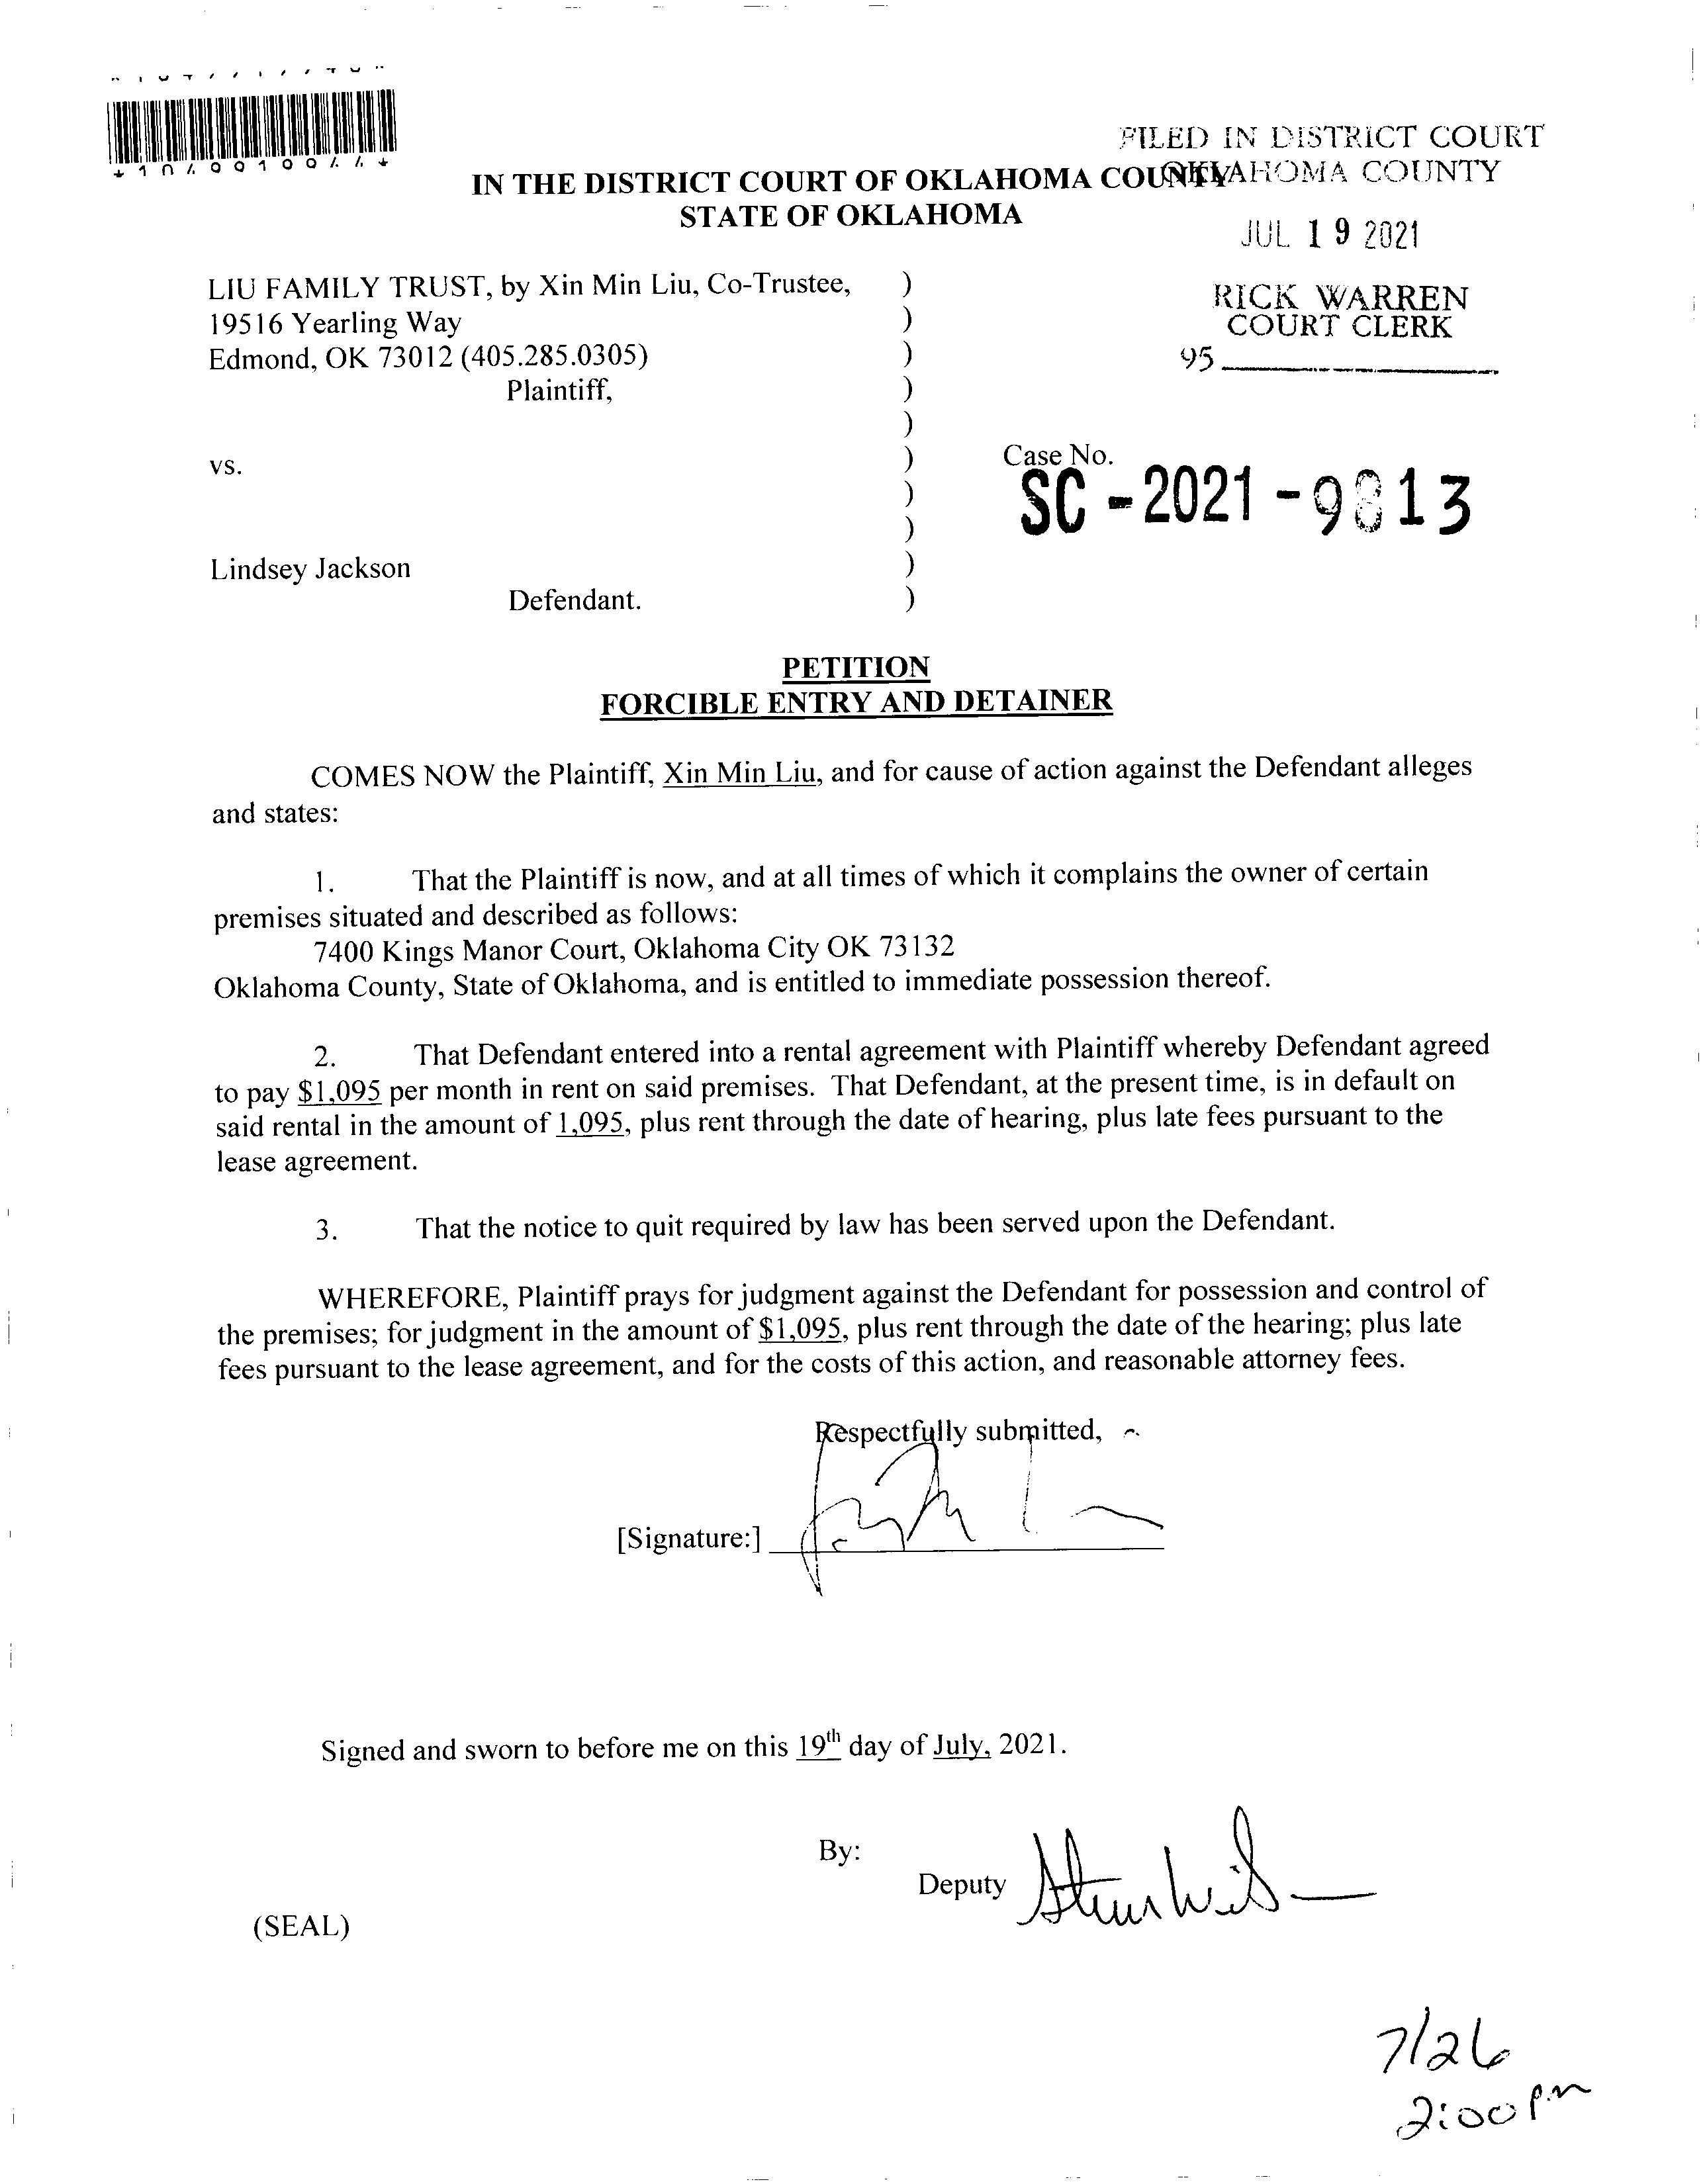 FILED IN DISTRICT COURT
OKLAHOMA COUNTY
IN THE DISTRICT COURT OF OKLAHOMA COUNTY
STATE OF OKLAHOMA
JUL 19 2021
RICK WARREN
COURT CLERK
95
LIU FAMILY TRUST, by Xin Min Liu, Co-Trustee, )
19516 Yearling Way )
Edmond, OK 73012 (405.285.0305) )
Plaintiff, )
)
vs. )
)
)
Lindsey Jackson )
Defendant. )
Case No.
SC - 2021 - 9813
PETITION
FORCIBLE ENTRY AND DETAINER
COMES NOW the Plaintiff, Xin Min Liu, and for cause of action against the Defendant alleges
and states:
1. That the Plaintiff is now, and at all times of which it complains the owner of certain
premises situated and described as follows:
7400 Kings Manor Court, Oklahoma City OK 73132
Oklahoma County, State of Oklahoma, and is entitled to immediate possession thereof.
2. That Defendant entered into a rental agreement with Plaintiff whereby Defendant agreed
to pay $1,095 per month in rent on said premises. That Defendant, at the present time, is in default on
said rental in the amount of 1,095, plus rent through the date of hearing, plus late fees pursuant to the
lease agreement.
3. That the notice to quit required by law has been served upon the Defendant.
WHEREFORE, Plaintiff prays for judgment against the Defendant for possession and control of
the premises; for judgment in the amount of $1,095, plus rent through the date of the hearing; plus late
fees pursuant to the lease agreement, and for the costs of this action, and reasonable attorney fees.
Respectfully submitted,
[Signature:]
Signed and sworn to before me on this 19th day of July, 2021.
By:
Deputy
(SEAL)
7/26
2:00 pm